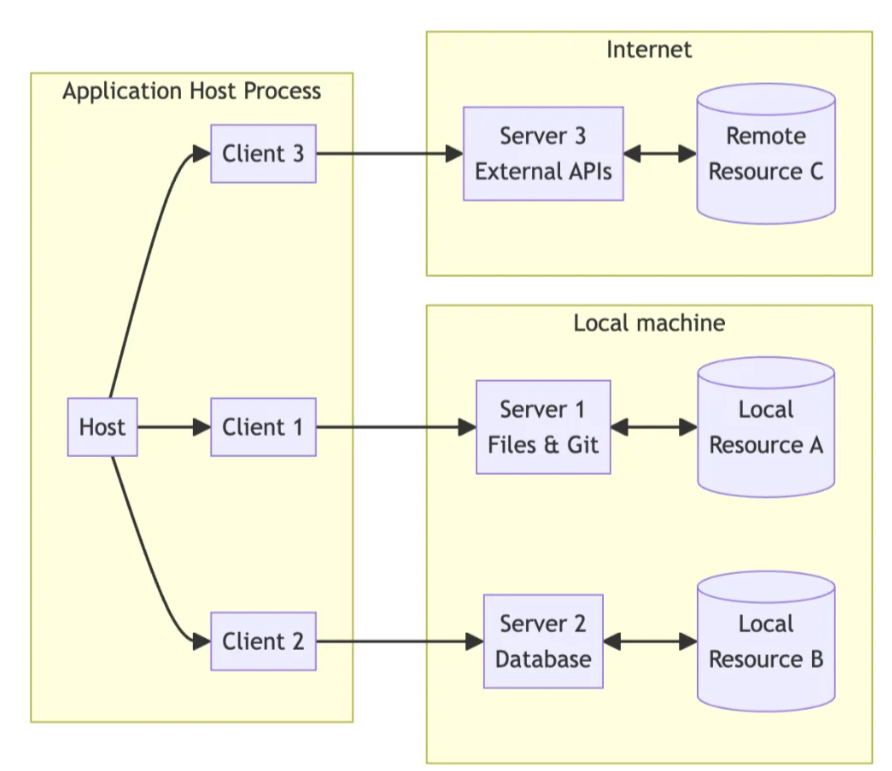 Internet
Application Host Process
Client 3
Server 3
External APIs
Remote
Resource C
Local machine
Host
Client 1
Server 1
Files & Git
Local
Resource A
Client 2
Server 2
Database
Local
Resource B